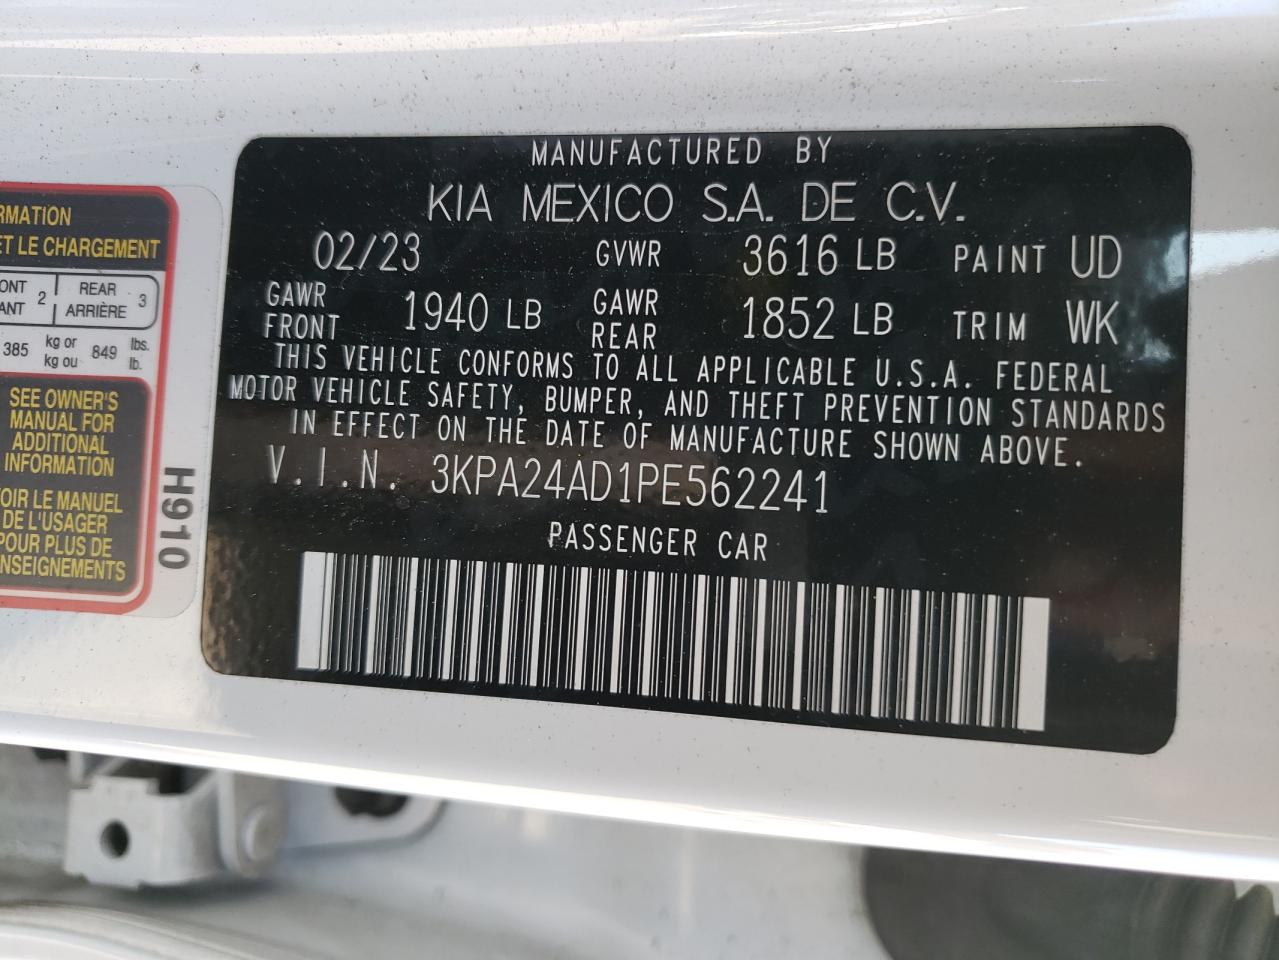 RMATION
ET LE CHARGEMENT
ONT 2 REAR 3
ANT ARRIÈRE
385 kg or 849 lbs.
kg ou lb.
SEE OWNER'S
MANUAL FOR
ADDITIONAL
INFORMATION
OIR LE MANUEL
DE L'USAGER
POUR PLUS DE
NSEIGNEMENTS
H910
MANUFACTURED BY
KIA MEXICO S.A. DE C.V.
02/23 GVWR 3616 LB PAINT UD
GAWR FRONT 1940 LB GAWR REAR 1852 LB TRIM WK
THIS VEHICLE CONFORMS TO ALL APPLICABLE U.S.A. FEDERAL
MOTOR VEHICLE SAFETY, BUMPER, AND THEFT PREVENTION STANDARDS
IN EFFECT ON THE DATE OF MANUFACTURE SHOWN ABOVE.
V.I.N. 3KPA24AD1PE562241
PASSENGER CAR